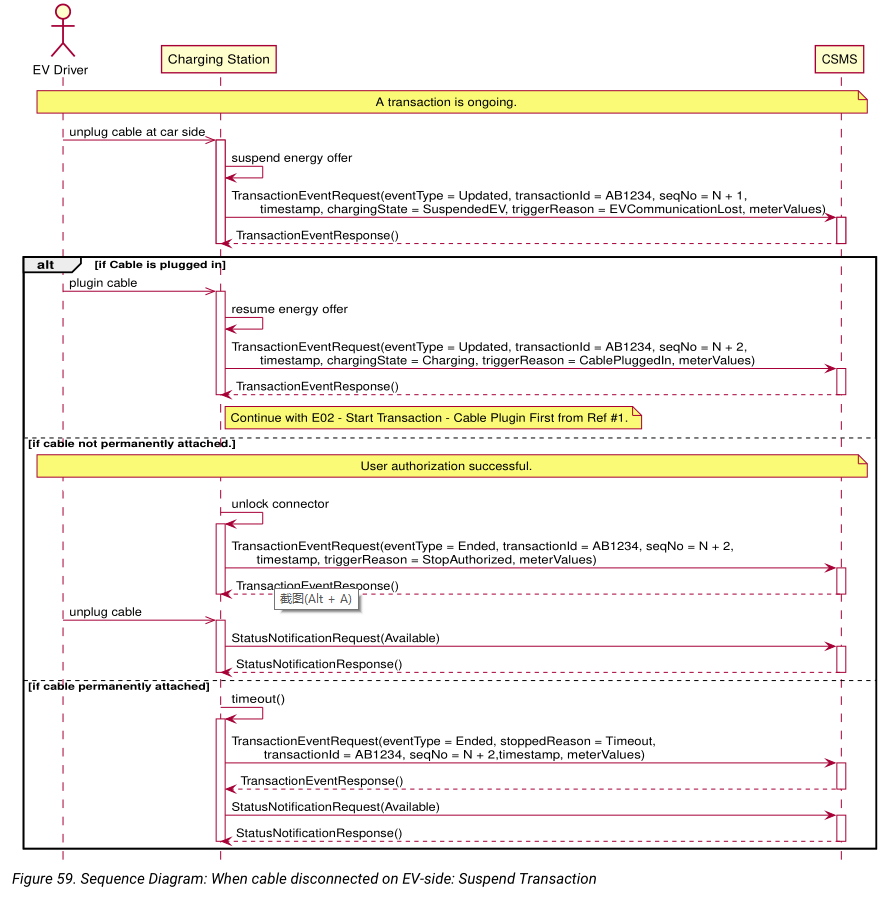 EV Driver
Charging Station
CSMS
A transaction is ongoing.
unplug cable at car side
suspend energy offer
TransactionEventRequest(eventType = Updated, transactionId = AB1234, seqNo = N + 1,
timestamp, chargingState = SuspendedEV, triggerReason = EVCommunicationLost, meterValues)
TransactionEventResponse()
alt
[if Cable is plugged in]
plugin cable
resume energy offer
TransactionEventRequest(eventType = Updated, transactionId = AB1234, seqNo = N + 2,
timestamp, chargingState = Charging, triggerReason = CablePluggedIn, meterValues)
TransactionEventResponse()
Continue with E02 - Start Transaction - Cable Plugin First from Ref #1.
[if cable not permanently attached.]
User authorization successful.
unlock connector
TransactionEventRequest(eventType = Ended, transactionId = AB1234, seqNo = N + 2,
timestamp, triggerReason = StopAuthorized, meterValues)
TransactionEventResponse()
截图(Alt + A)
unplug cable
StatusNotificationRequest(Available)
StatusNotificationResponse()
[if cable permanently attached]
timeout()
TransactionEventRequest(eventType = Ended, stoppedReason = Timeout,
transactionId = AB1234, seqNo = N + 2,timestamp, meterValues)
TransactionEventResponse()
StatusNotificationRequest(Available)
StatusNotificationResponse()
Figure 59. Sequence Diagram: When cable disconnected on EV-side: Suspend Transaction